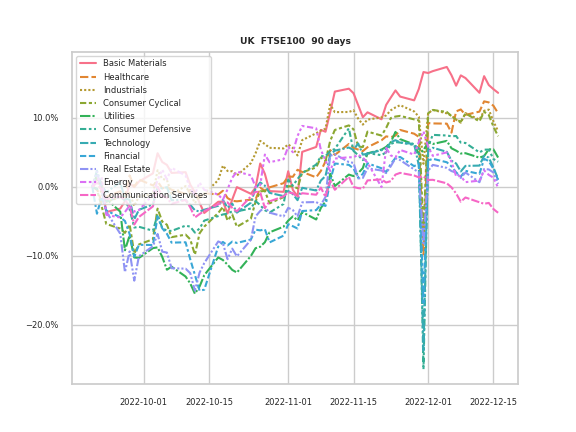 UK FTSE100 90 days
Basic Materials
Healthcare
Industrials
Consumer Cyclical
Utilities
Consumer Defensive
Technology
Financial
Real Estate
Energy
Communication Services
10.0%
0.0%
−10.0%
−20.0%
2022-10-01 2022-10-15 2022-11-01 2022-11-15 2022-12-01 2022-12-15